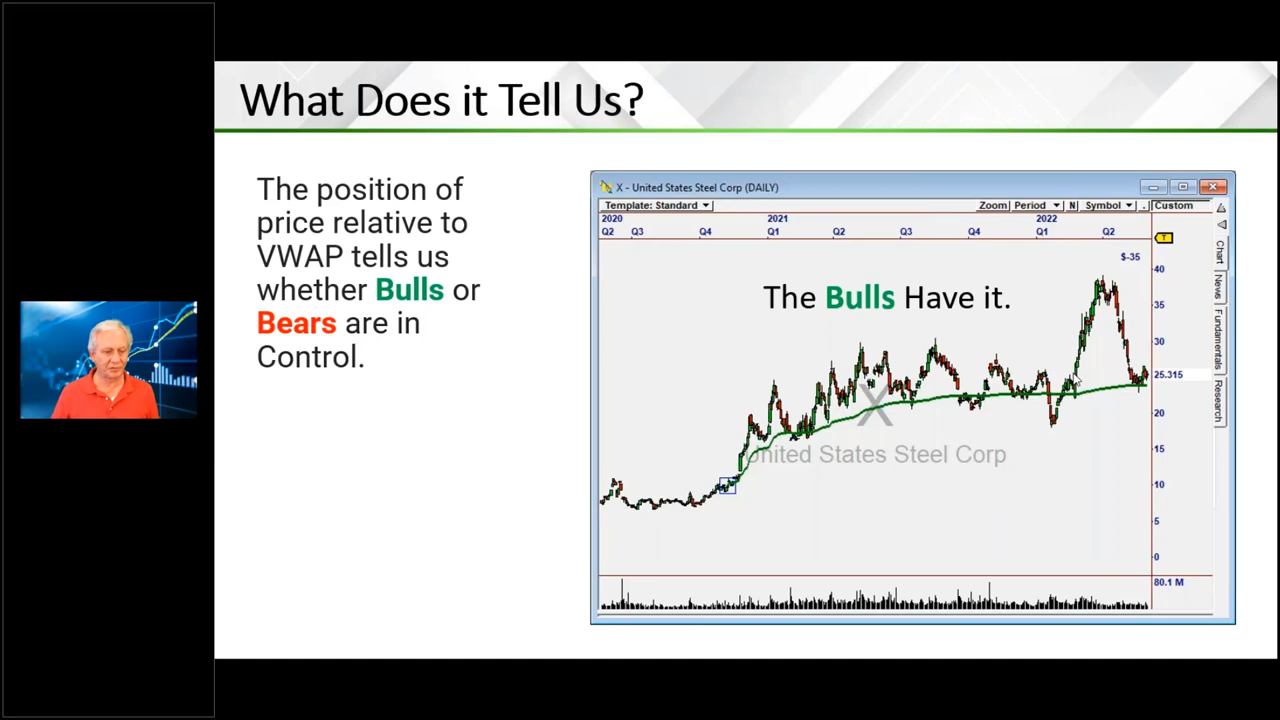 What Does it Tell Us?
The position of
price relative to
VWAP tells us
whether Bulls or
Bears are in
Control.
X - United States Steel Corp (DAILY)
Template: Standard Zoom Period N Symbol . Custom
2020 2021 2022
Q2 Q3 Q4 Q1 Q2 Q3 Q4 Q1 Q2
T
$-35
The Bulls Have it.
40
35
30
25.315
20
15
10
5
0
80.1 M
X
United States Steel Corp
Chart
News
Fundamentals
Research